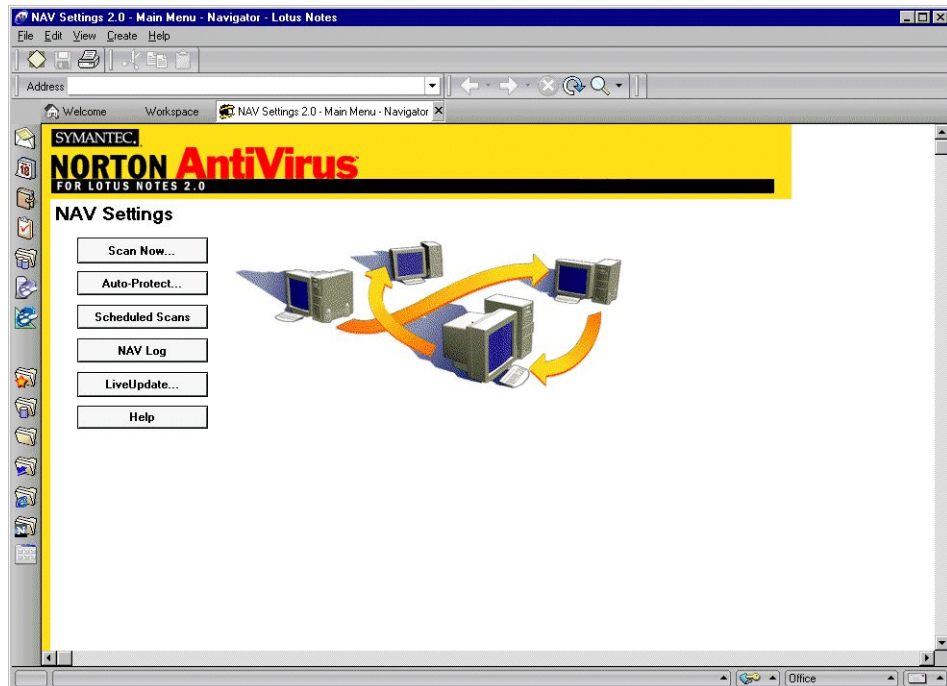 NAV Settings 2.0 - Main Menu - Navigator - Lotus Notes
File Edit View Create Help
Address
Welcome Workspace NAV Settings 2.0 - Main Menu - Navigator
SYMANTEC.
NORTON AntiVirus
FOR LOTUS NOTES 2.0
NAV Settings
Scan Now...
Auto-Protect...
Scheduled Scans
NAV Log
LiveUpdate...
Help
Office